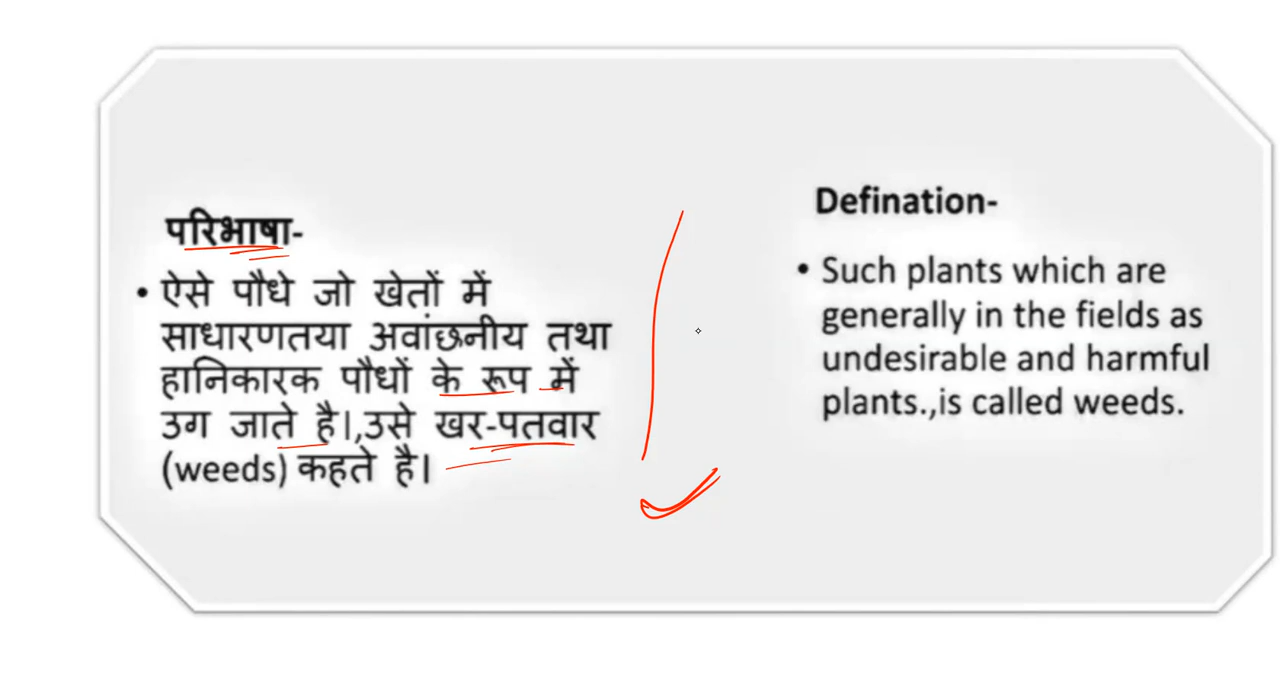 परिभाषा-
• ऐसे पौधे जो खेतों में
साधारणतया अवांछनीय तथा
हानिकारक पौधों के रूप में
उग जाते है।,उसे खर-पतवार
(weeds) कहते है।
Defination-
• Such plants which are
generally in the fields as
undesirable and harmful
plants.,is called weeds.